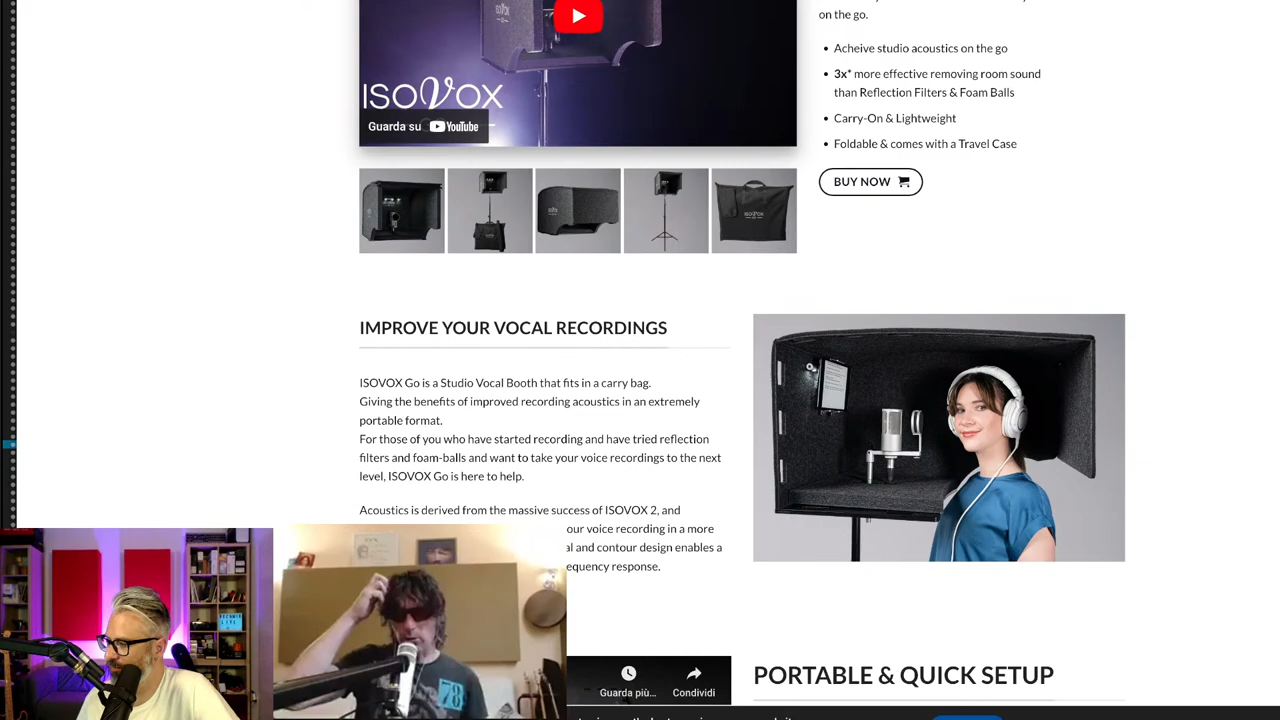 on the go.
• Acheive studio acoustics on the go
• 3x* more effective removing room sound
than Reflection Filters & Foam Balls
• Carry-On & Lightweight
• Foldable & comes with a Travel Case
BUY NOW
ISOVOX
Guarda su YouTube
ISOVOX
IMPROVE YOUR VOCAL RECORDINGS
ISOVOX Go is a Studio Vocal Booth that fits in a carry bag.
Giving the benefits of improved recording acoustics in an extremely
portable format.
For those of you who have started recording and have tried reflection
filters and foam-balls and want to take your voice recordings to the next
level, ISOVOX Go is here to help.
Acoustics is derived from the massive success of ISOVOX 2, and
our voice recording in a more
al and contour design enables a
equency response.
Guarda più...
Condividi
PORTABLE & QUICK SETUP